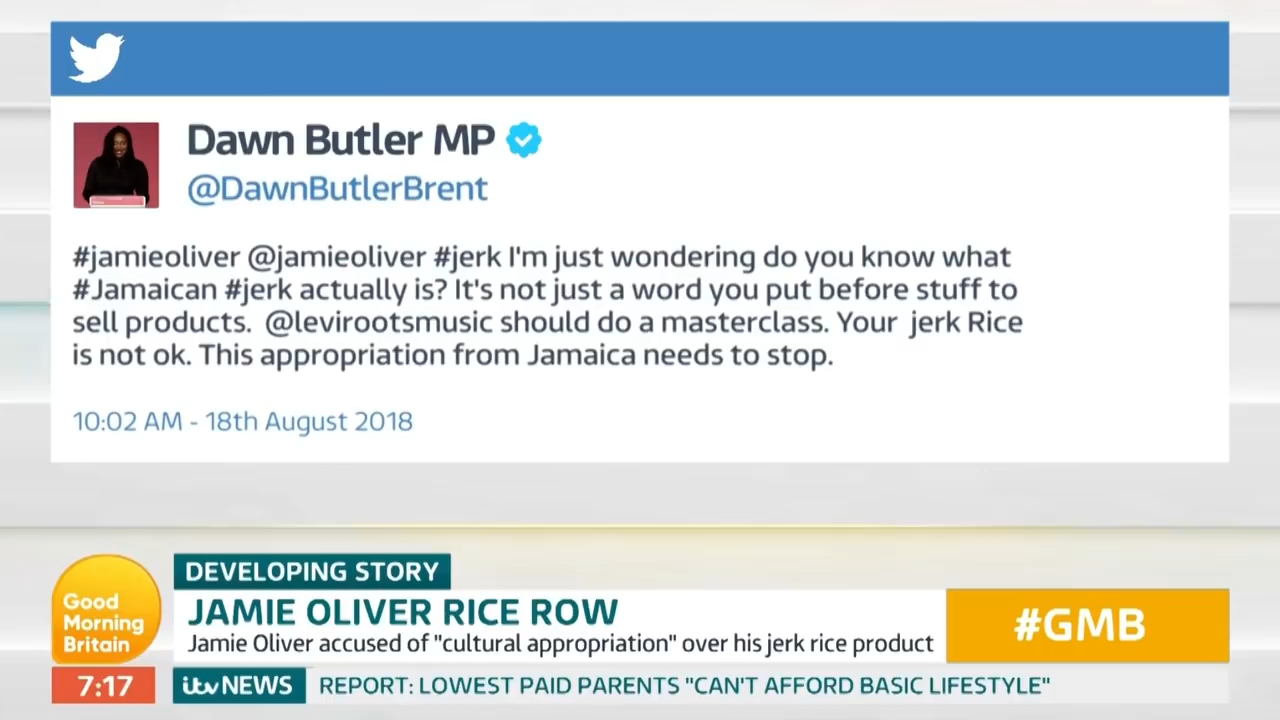 Dawn Butler MP
@DawnButlerBrent
#jamieoliver @jamieoliver #jerk I'm just wondering do you know what
#Jamaican #jerk actually is? It's not just a word you put before stuff to
sell products. @levirootsmusic should do a masterclass. Your jerk Rice
is not ok. This appropriation from Jamaica needs to stop.
10:02 AM - 18th August 2018
DEVELOPING STORY
Good
Morning
Britain
JAMIE OLIVER RICE ROW
Jamie Oliver accused of "cultural appropriation" over his jerk rice product
#GMB
7:17
itv NEWS
REPORT: LOWEST PAID PARENTS "CAN'T AFFORD BASIC LIFESTYLE"